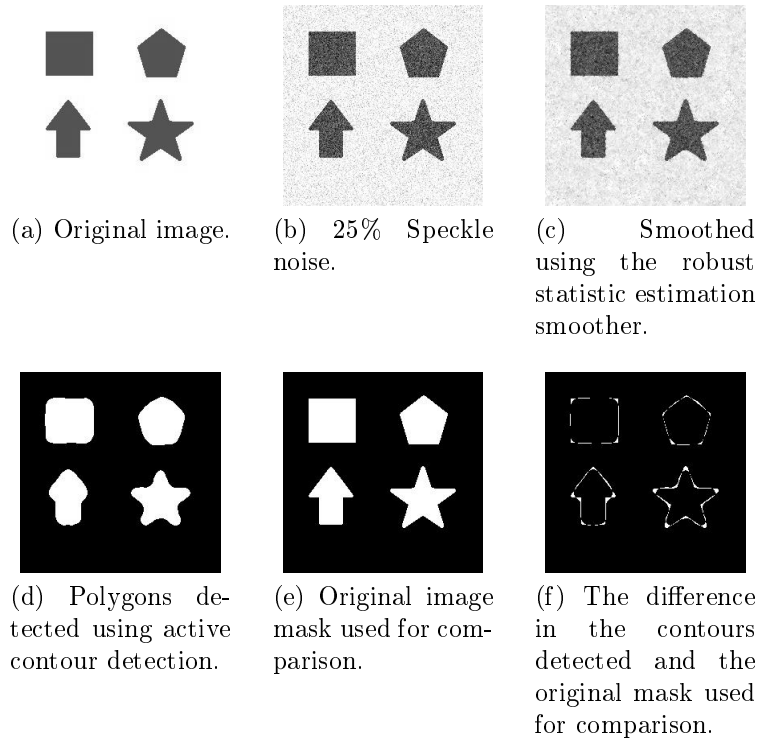 (a) Original image.
(b) 25% Speckle
noise.
(c) Smoothed
using the robust
statistic estimation
smoother.
(d) Polygons de-
tected using active
contour detection.
(e) Original image
mask used for com-
parison.
(f) The difference
in the contours
detected and the
original mask used
for comparison.